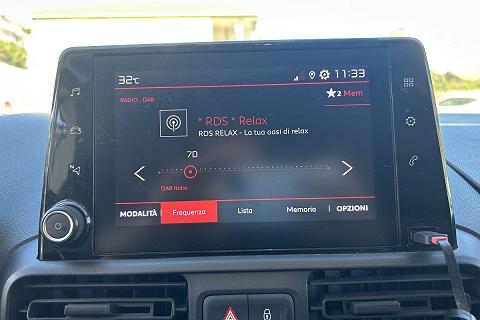 32°C
11:33
RADIO . DAB
★2 Mem
* RDS * Relax
RDS RELAX - La tua oasi di relax
70
DAB Italia
MODALITÀ
Frequenza
Lista
Memoria
OPZIONI
N